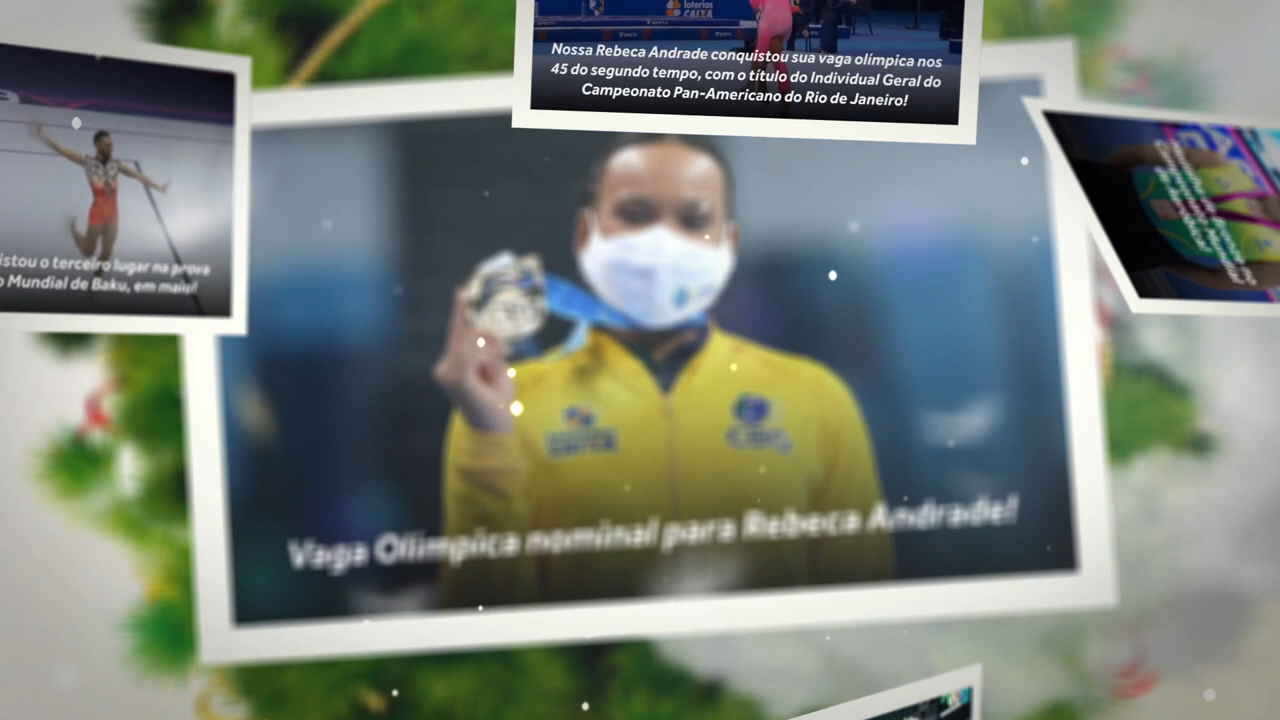 loterias
CAIXA
Nossa Rebeca Andrade conquistou sua vaga olímpica nos
45 do segundo tempo, com o título do Individual Geral do
Campeonato Pan-Americano do Rio de Janeiro!
istou o terceiro lugar na prova
o Mundial de Baku, em maio!
Vaga Olímpica nominal para Rebeca Andrade!
CBG